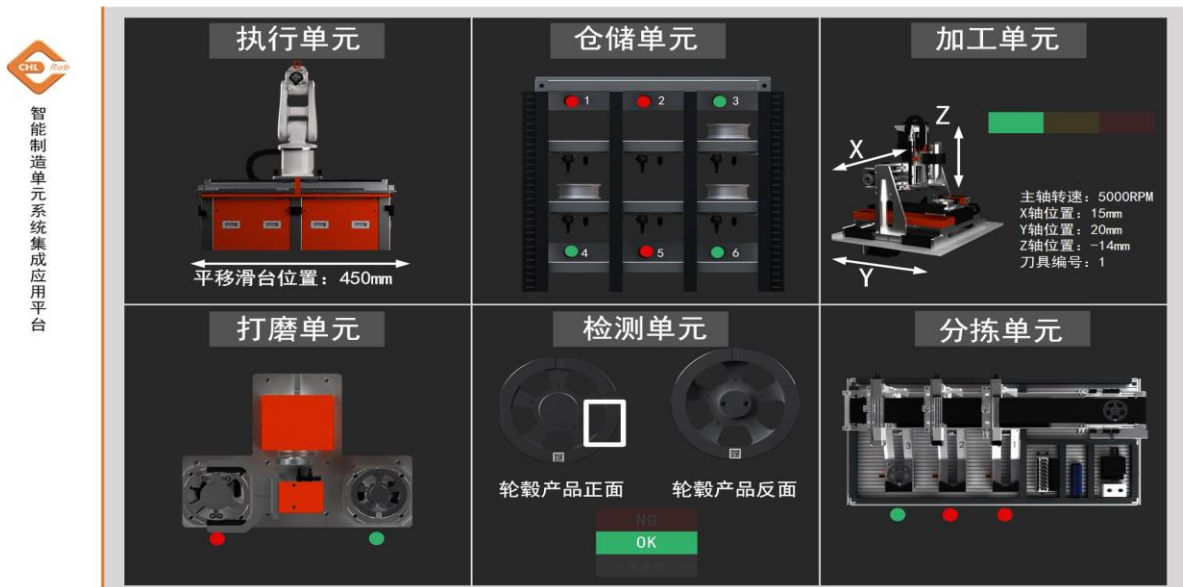 CHL Rob
智能制造单元系统集成应用平台
执行单元
平移滑台位置：450mm
仓储单元
1 2 3
4 5 6
加工单元
X
Z
Y
主轴转速：5000RPM
X轴位置：15mm
Y轴位置：20mm
Z轴位置：-14mm
刀具编号：1
打磨单元
检测单元
轮毂产品正面 轮毂产品反面
NG
OK
分拣单元
3 2 1